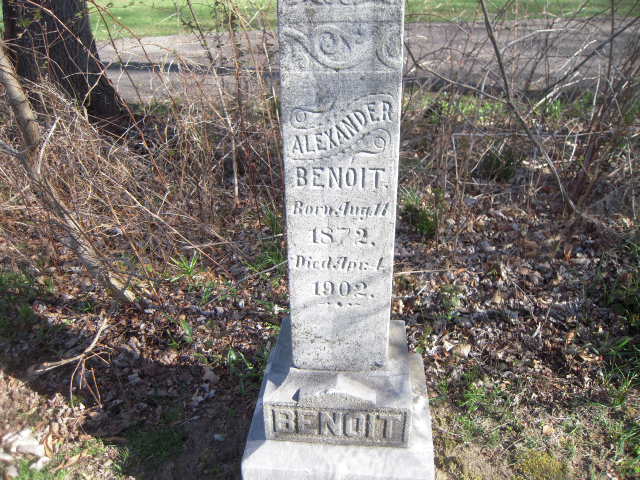 ALEXANDER
BENOIT.
Born Aug. 11
1872.
Died Apr. 4
1902.
BENOIT